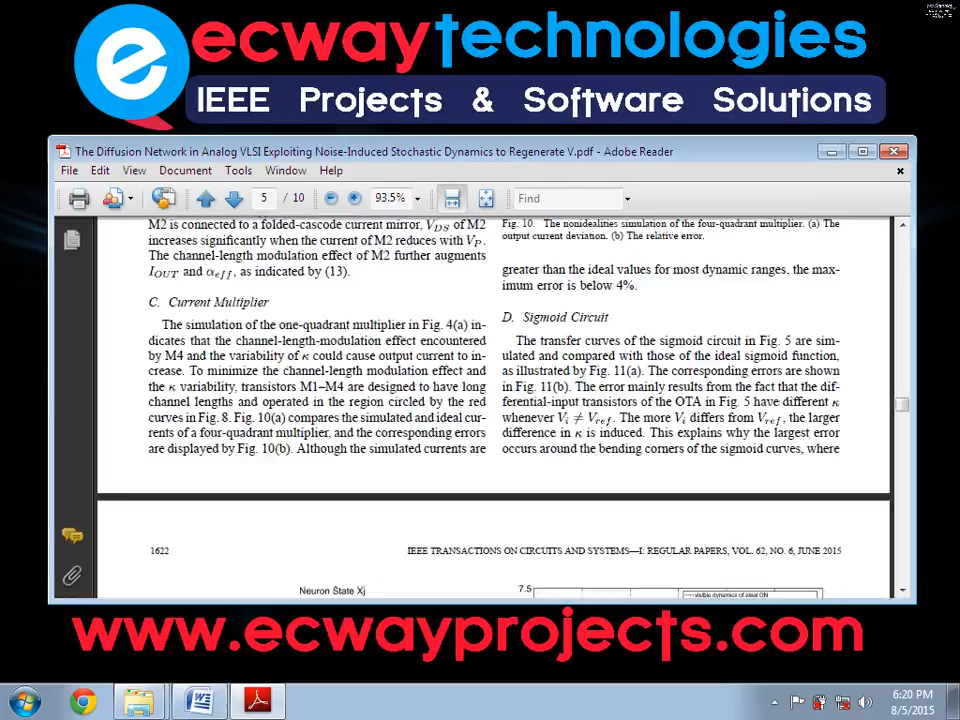 ecwaytechnologies
IEEE Projects & Software Solutions
The Diffusion Network in Analog VLSI Exploiting Noise-Induced Stochastic Dynamics to Regenerate V.pdf - Adobe Reader
File Edit View Document Tools Window Help
5 / 10 93.5% Find
M2 is connected to a folded-cascode current mirror, V_DS of M2
increases significantly when the current of M2 reduces with V_P.
The channel-length modulation effect of M2 further augments
I_OUT and α_eff, as indicated by (13).
C. Current Multiplier
The simulation of the one-quadrant multiplier in Fig. 4(a) in-
dicates that the channel-length-modulation effect encountered
by M4 and the variability of κ could cause output current to in-
crease. To minimize the channel-length modulation effect and
the κ variability, transistors M1–M4 are designed to have long
channel lengths and operated in the region circled by the red
curves in Fig. 8. Fig. 10(a) compares the simulated and ideal cur-
rents of a four-quadrant multiplier, and the corresponding errors
are displayed by Fig. 10(b). Although the simulated currents are
Fig. 10. The nonidealities simulation of the four-quadrant multiplier. (a) The
output current deviation. (b) The relative error.
greater than the ideal values for most dynamic ranges, the max-
imum error is below 4%.
D. Sigmoid Circuit
The transfer curves of the sigmoid circuit in Fig. 5 are sim-
ulated and compared with those of the ideal sigmoid function,
as illustrated by Fig. 11(a). The corresponding errors are shown
in Fig. 11(b). The error mainly results from the fact that the dif-
ferential-input transistors of the OTA in Fig. 5 have different κ
whenever V_i ≠ V_ref. The more V_i differs from V_ref, the larger
difference in κ is induced. This explains why the largest error
occurs around the bending corners of the sigmoid curves, where
1622 IEEE TRANSACTIONS ON CIRCUITS AND SYSTEMS—I: REGULAR PAPERS, VOL. 62, NO. 6, JUNE 2015
Neuron State Xj
7.5
visible dynamics of ideal DN
www.ecwayprojects.com
6:20 PM
8/5/2015